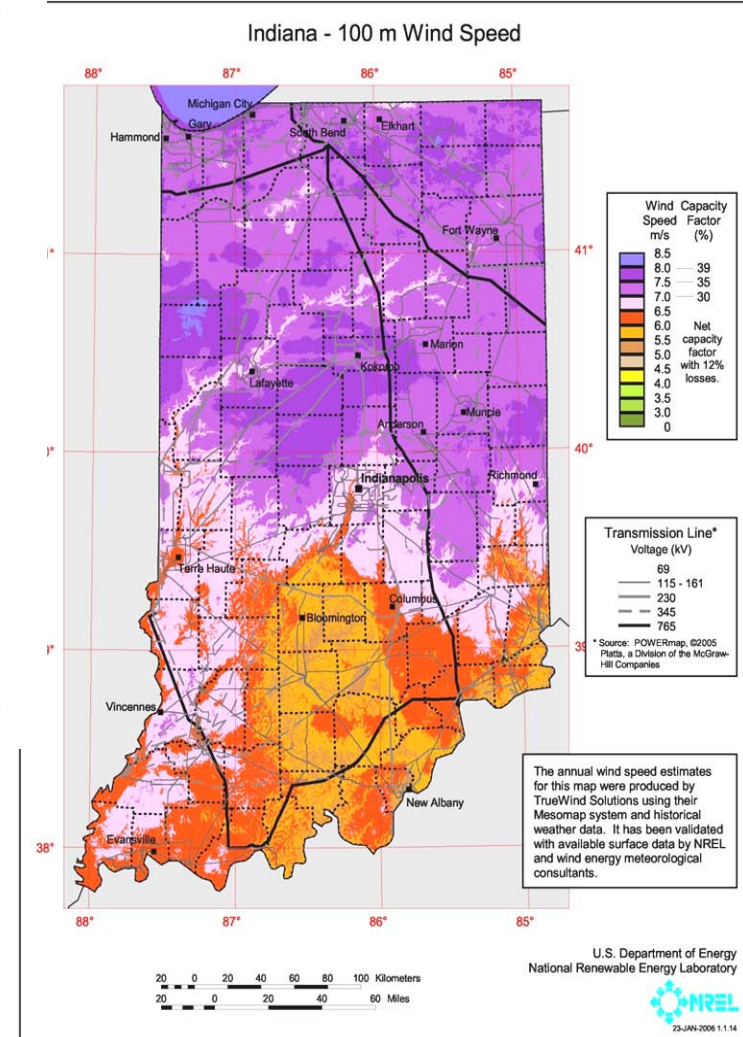 Indiana - 100 m Wind Speed
88° 87° 86° 85°
Michigan City
Gary
Hammond
South Bend
Elkhart
Fort Wayne
41°
Marion
Kokomo
Lafayette
Muncie
Anderson
40°
Indianapolis
Richmond
Terre Haute
Columbus
Bloomington
39
Vincennes
New Albany
Evansville
38°
88° 87° 86° 85°
Wind Capacity
Speed Factor
m/s (%)
8.5
8.0 39
7.5 35
7.0 30
6.5
6.0
5.5
5.0
4.5
4.0
3.5
3.0
0
Net
capacity
factor
with 12%
losses.
Transmission Line*
Voltage (kV)
69
115 - 161
230
345
765
* Source: POWERmap, ©2005
Platts, a Division of the McGraw-
Hill Companies
The annual wind speed estimates
for this map were produced by
TrueWind Solutions using their
Mesomap system and historical
weather data. It has been validated
with available surface data by NREL
and wind energy meteorological
consultants.
20 0 20 40 60 80 100 Kilometers
20 0 20 40 60 Miles
U.S. Department of Energy
National Renewable Energy Laboratory
NREL
23-JAN-2006 1.1.14